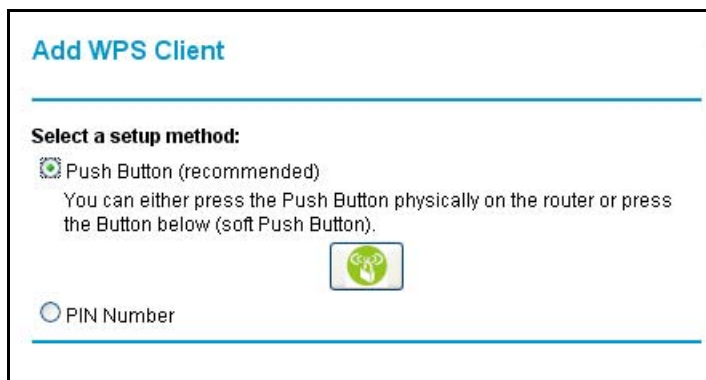 Add WPS Client
Select a setup method:
Push Button (recommended)
You can either press the Push Button physically on the router or press
the Button below (soft Push Button).
PIN Number